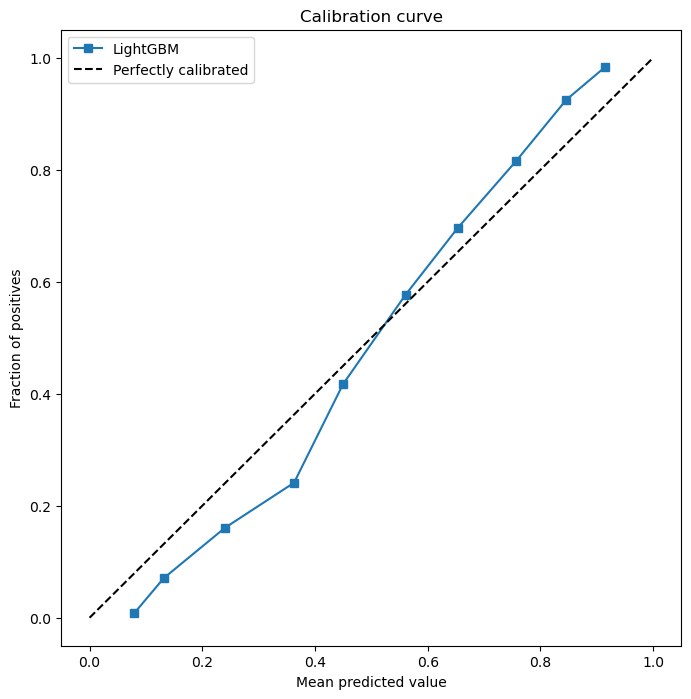 Calibration curve
LightGBM
Perfectly calibrated
1.0
0.8
0.6
0.4
0.2
0.0
Fraction of positives
0.0 0.2 0.4 0.6 0.8 1.0
Mean predicted value